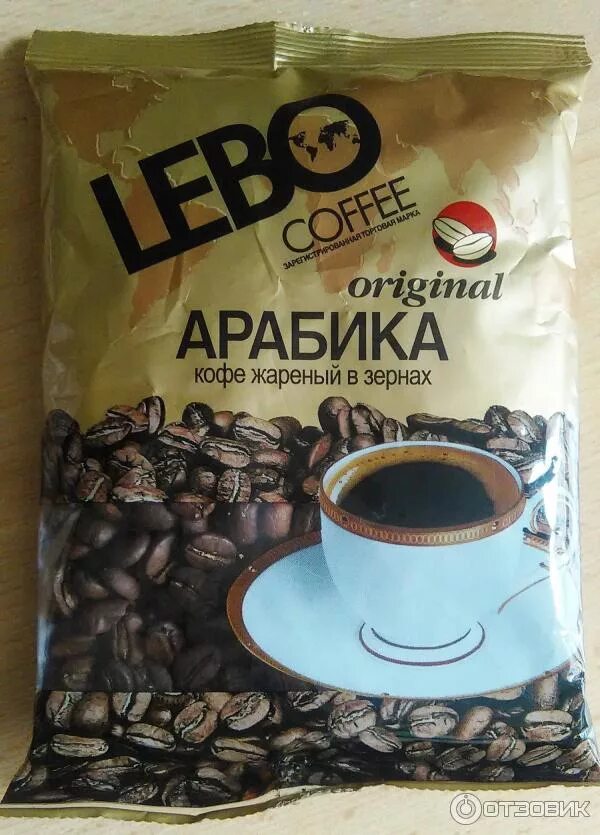 LEBO
COFFEE
ЗАРЕГИСТРИРОВАННАЯ ТОРГОВАЯ МАРКА
original
АРАБИКА
кофе жареный в зернах
ОТЗОВИК